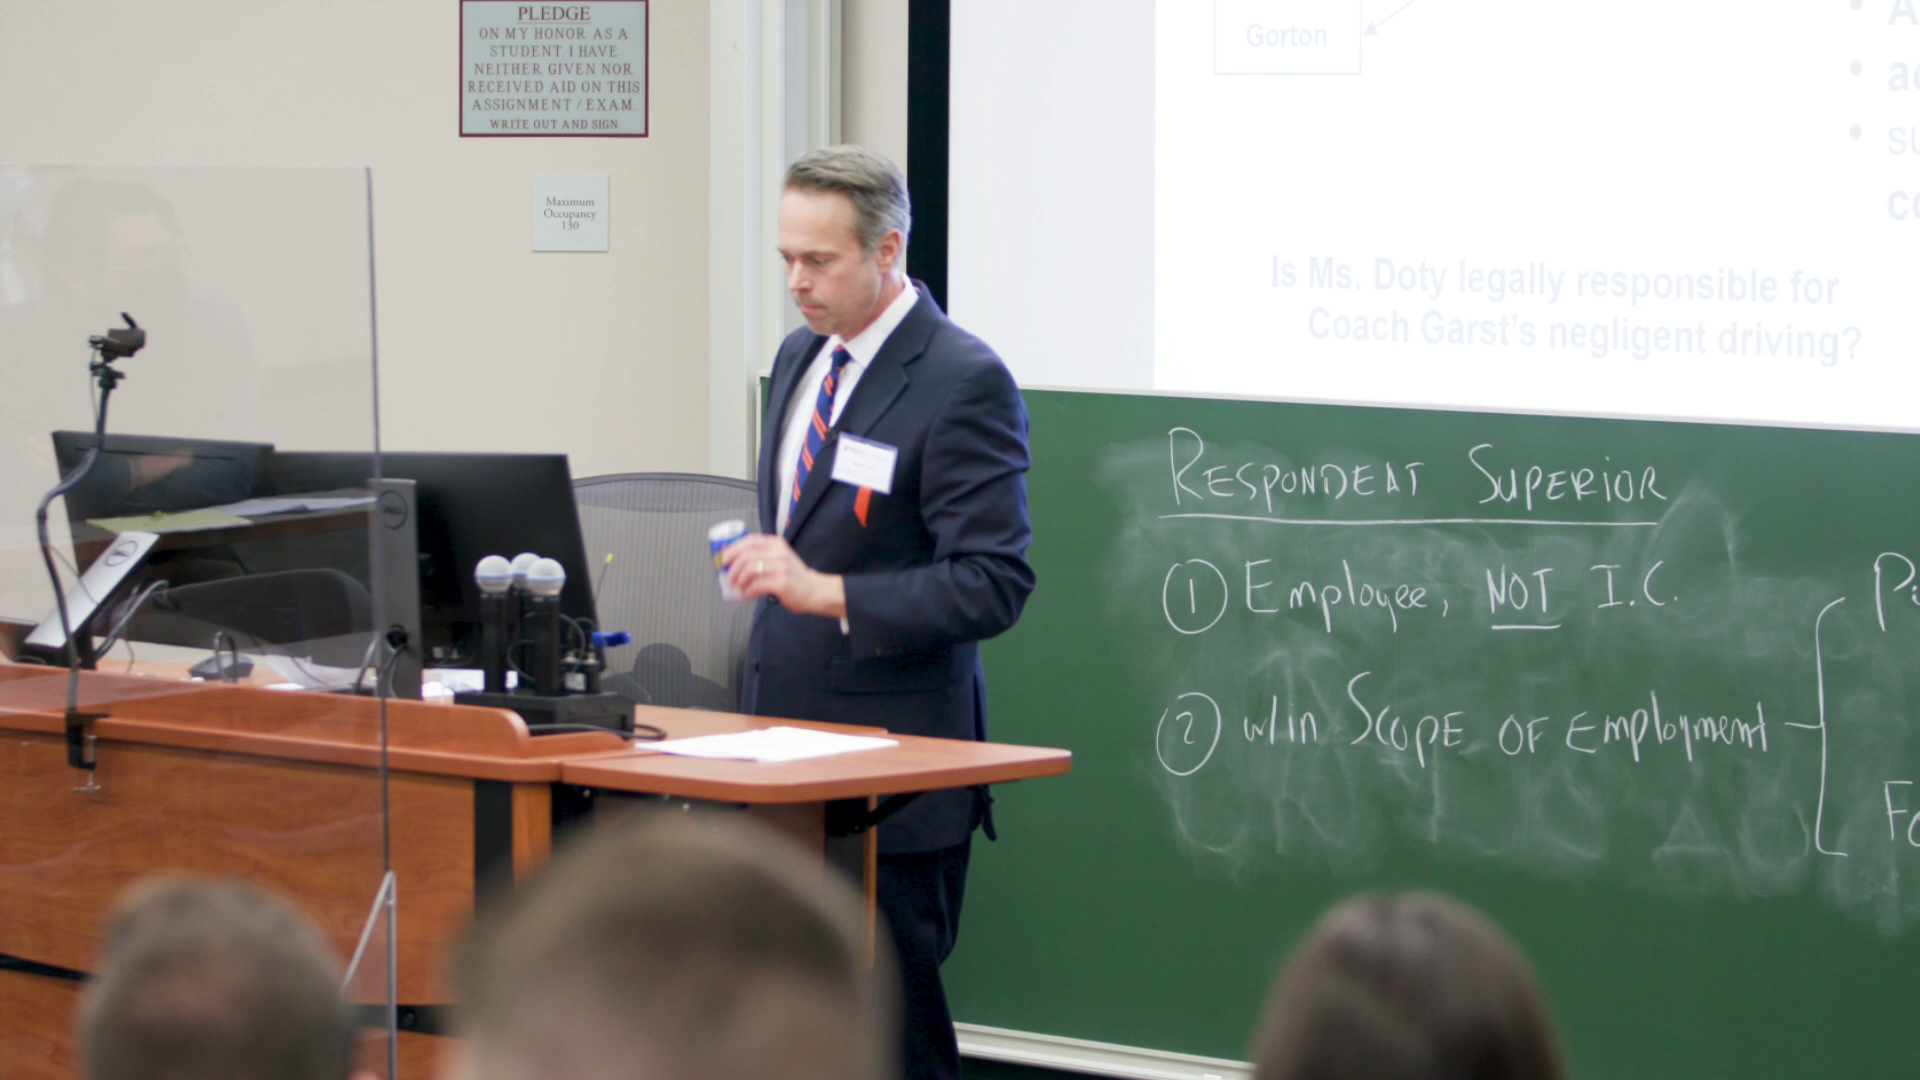 PLEDGE
ON MY HONOR AS A
STUDENT I HAVE
NEITHER GIVEN NOR
RECEIVED AID ON THIS
ASSIGNMENT / EXAM.
WRITE OUT AND SIGN
Maximum
Occupancy
130
Gorton
Is Ms. Doty legally responsible for
Coach Garst's negligent driving?
RESPONDEAT SUPERIOR
① Employee, NOT I.C.
② w/in SCOPE OF Employment
DELL
DELL